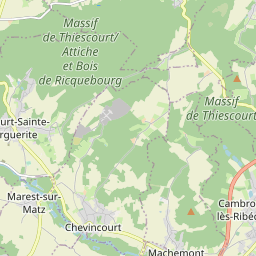 Massif
de Thiescourt/
Attiche
et Bois
de Ricquebourg
Massif
de Thiescourt/
urt-Sainte-
rguerite
Marest-sur-
Matz
Chevincourt
Cambro
lès-Ribéc
Machemont